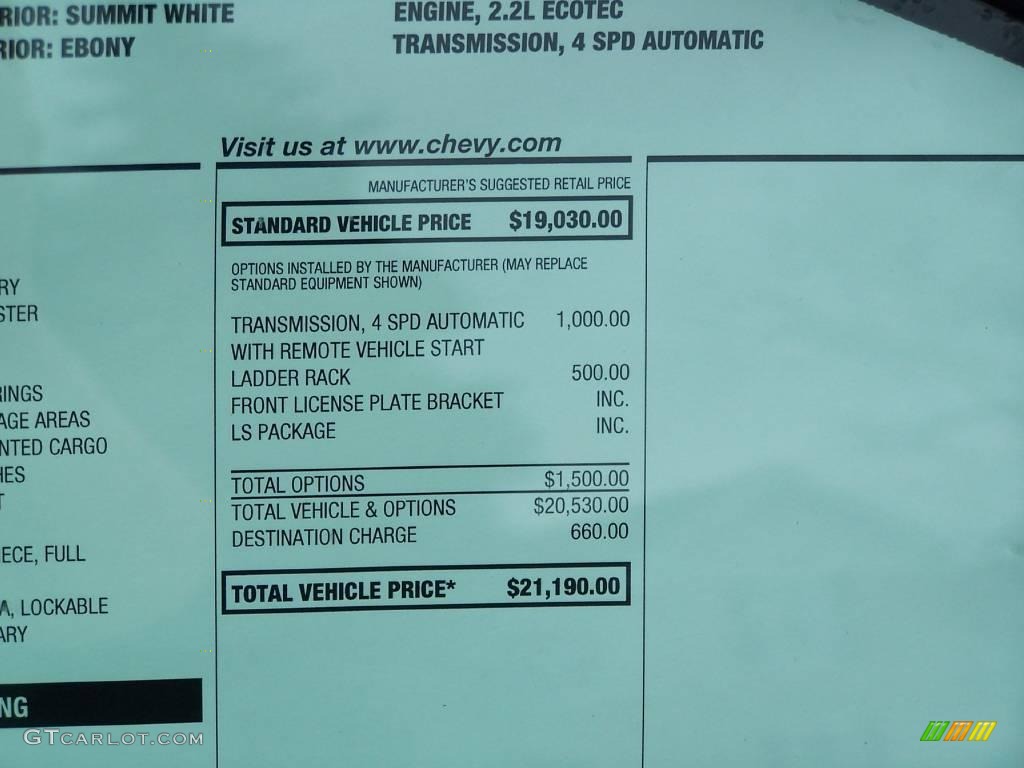 RIOR: SUMMIT WHITE
RIOR: EBONY
ENGINE, 2.2L ECOTEC
TRANSMISSION, 4 SPD AUTOMATIC
RY
STER
RINGS
AGE AREAS
NTED CARGO
HES
T
ECE, FULL
A, LOCKABLE
ARY
NG
Visit us at www.chevy.com
MANUFACTURER'S SUGGESTED RETAIL PRICE
STANDARD VEHICLE PRICE $19,030.00
OPTIONS INSTALLED BY THE MANUFACTURER (MAY REPLACE
STANDARD EQUIPMENT SHOWN)
TRANSMISSION, 4 SPD AUTOMATIC 1,000.00
WITH REMOTE VEHICLE START
LADDER RACK 500.00
FRONT LICENSE PLATE BRACKET INC.
LS PACKAGE INC.
TOTAL OPTIONS $1,500.00
TOTAL VEHICLE & OPTIONS $20,530.00
DESTINATION CHARGE 660.00
TOTAL VEHICLE PRICE* $21,190.00
GTCARLOT.COM